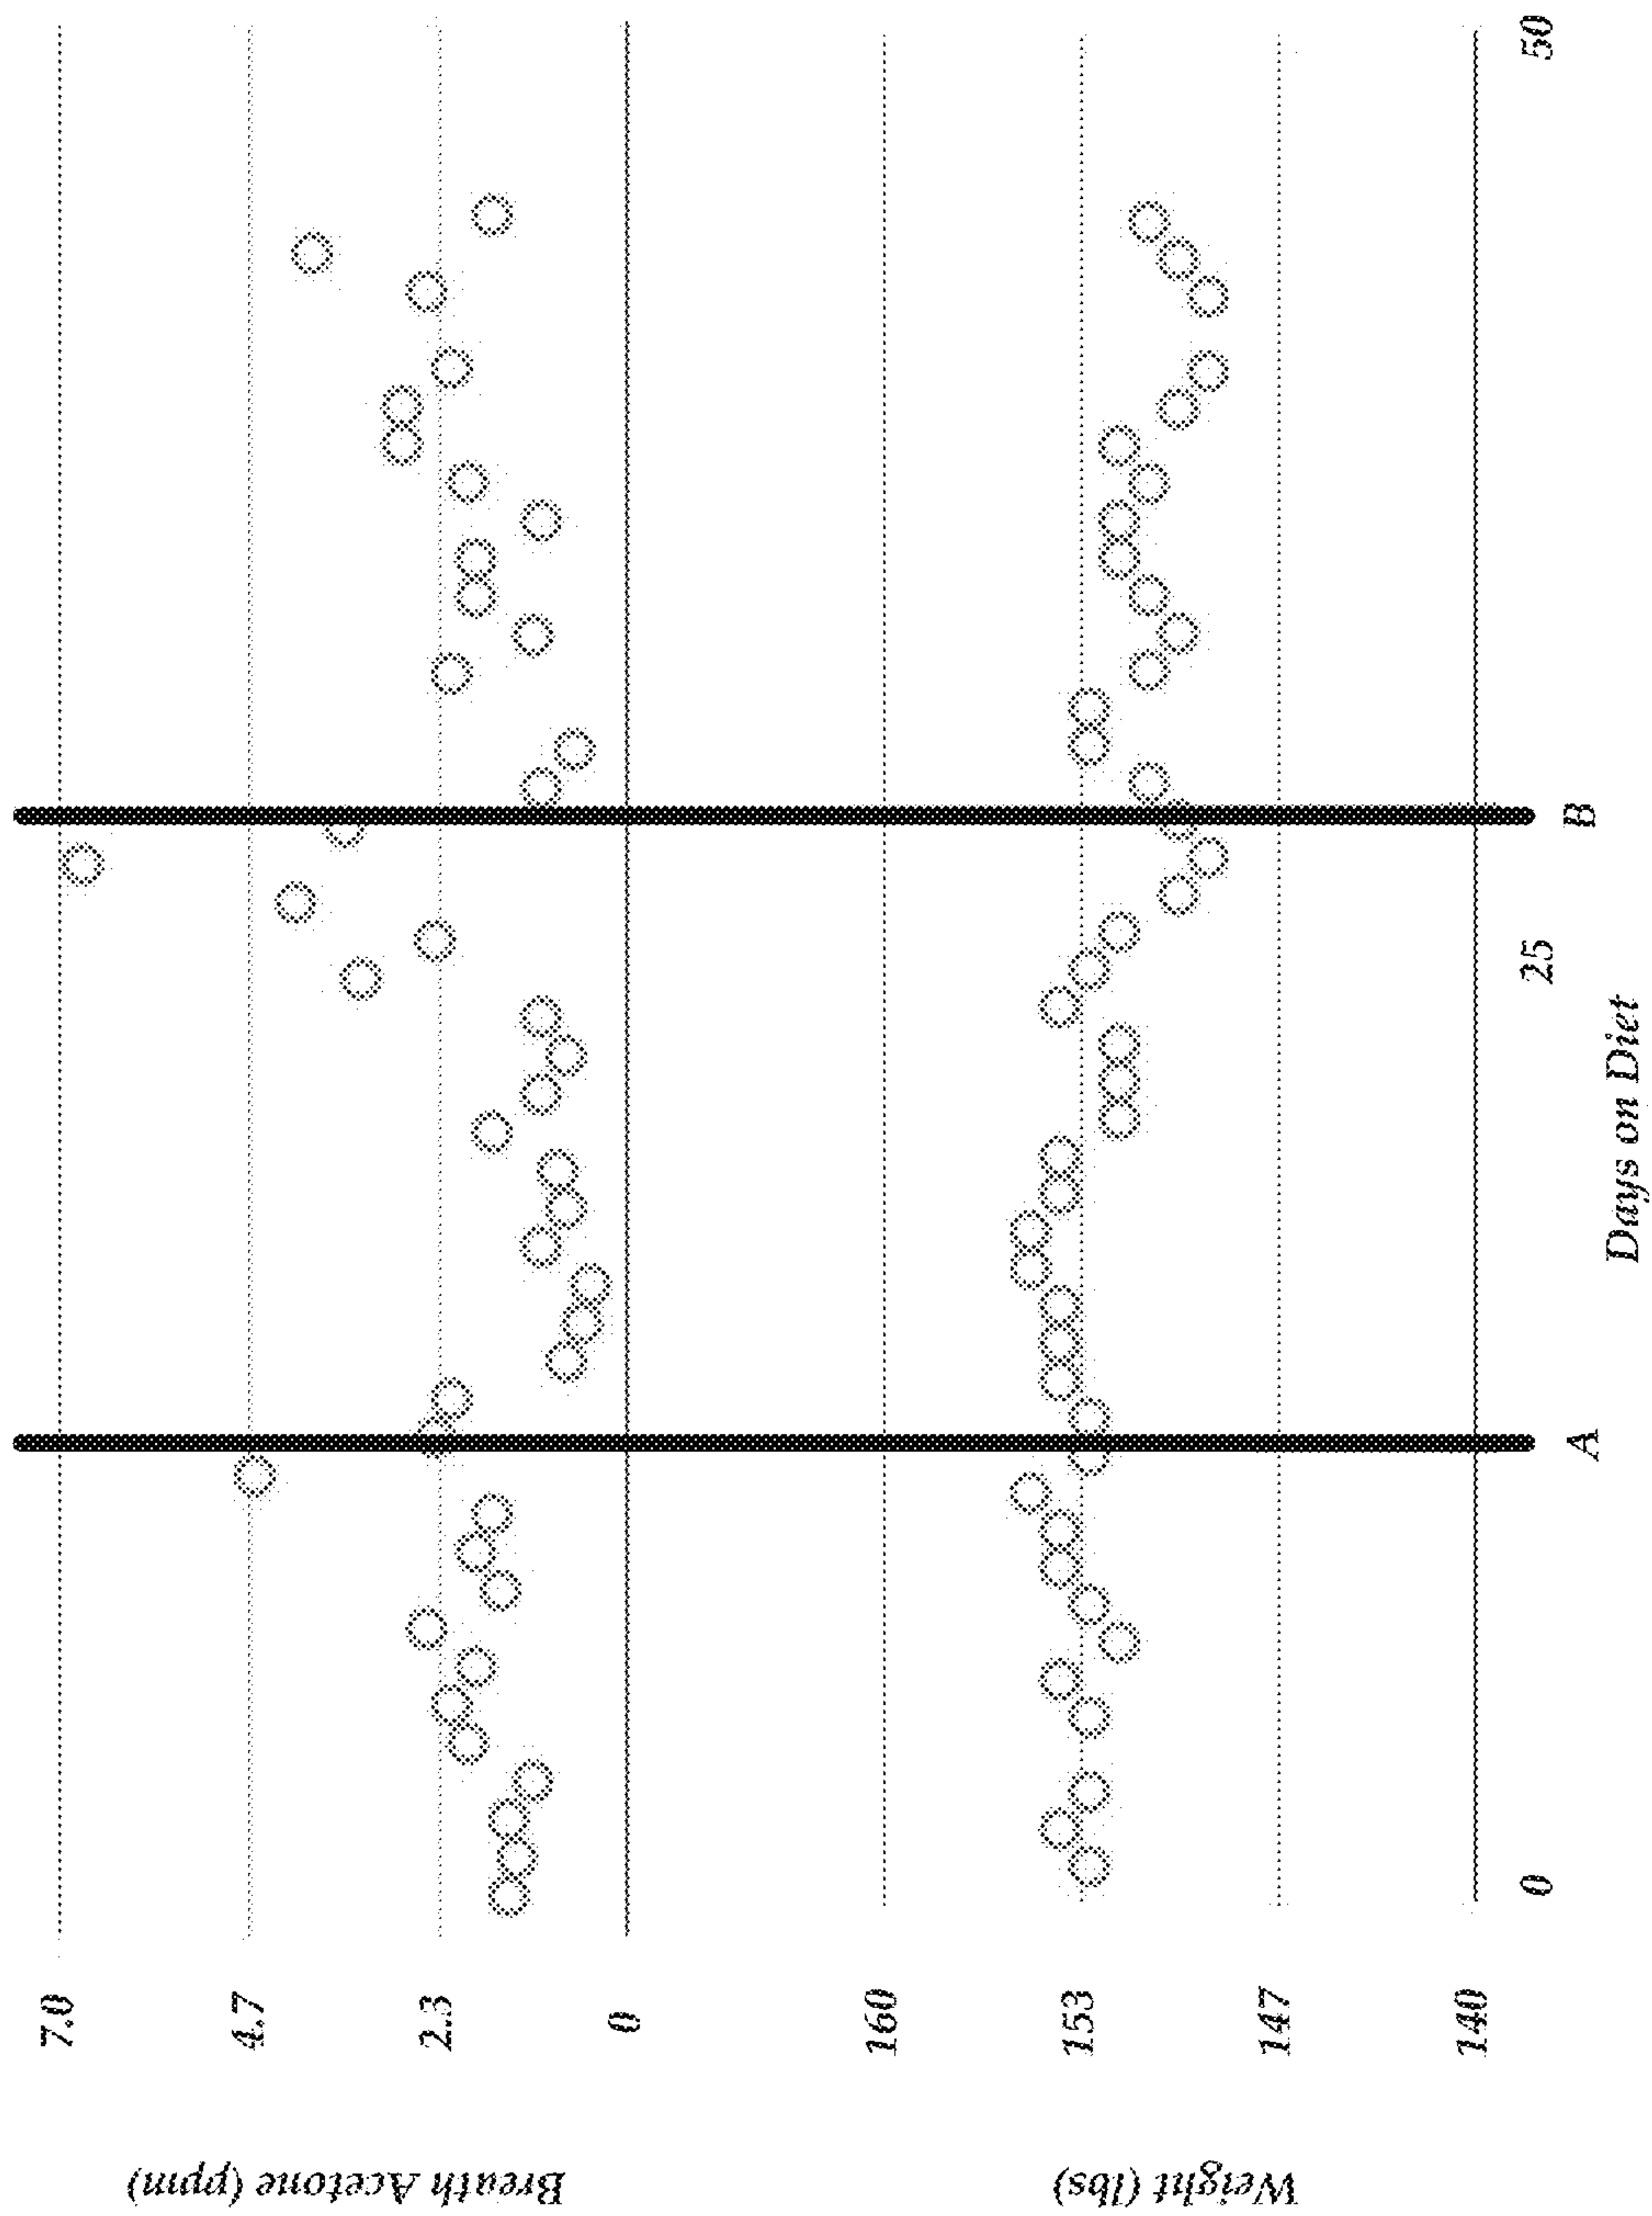 Breath Acetone (ppm)
7.0
4.7
2.3
0
Weight (lbs)
160
153
147
140
0
25
50
A
B
Days on Diet